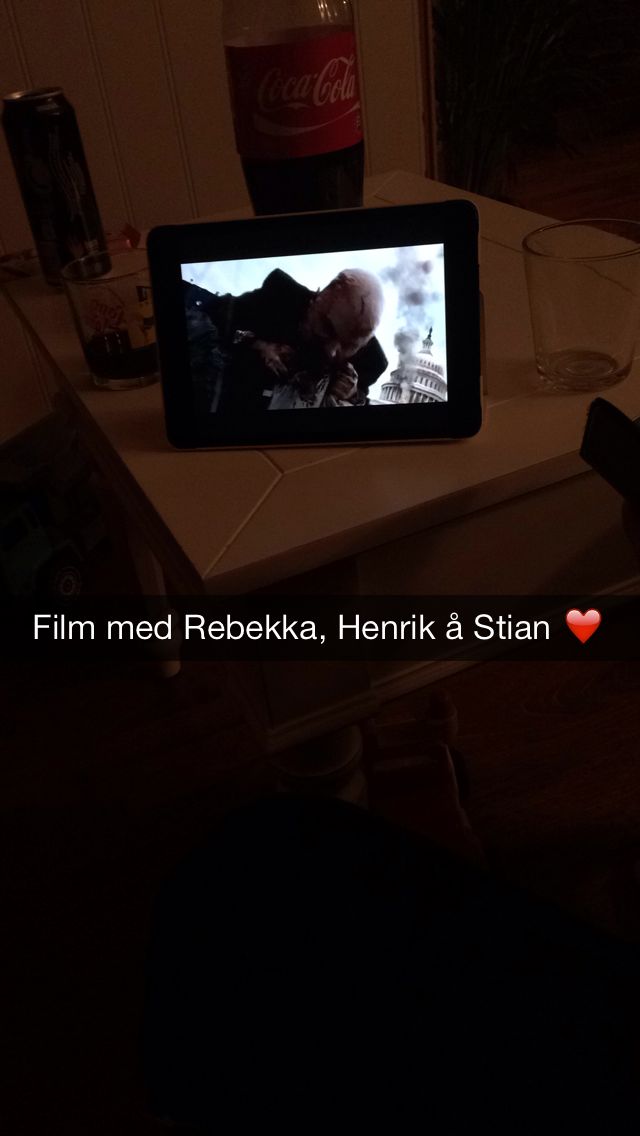 Coca-Cola
Film med Rebekka, Henrik å Stian ❤️